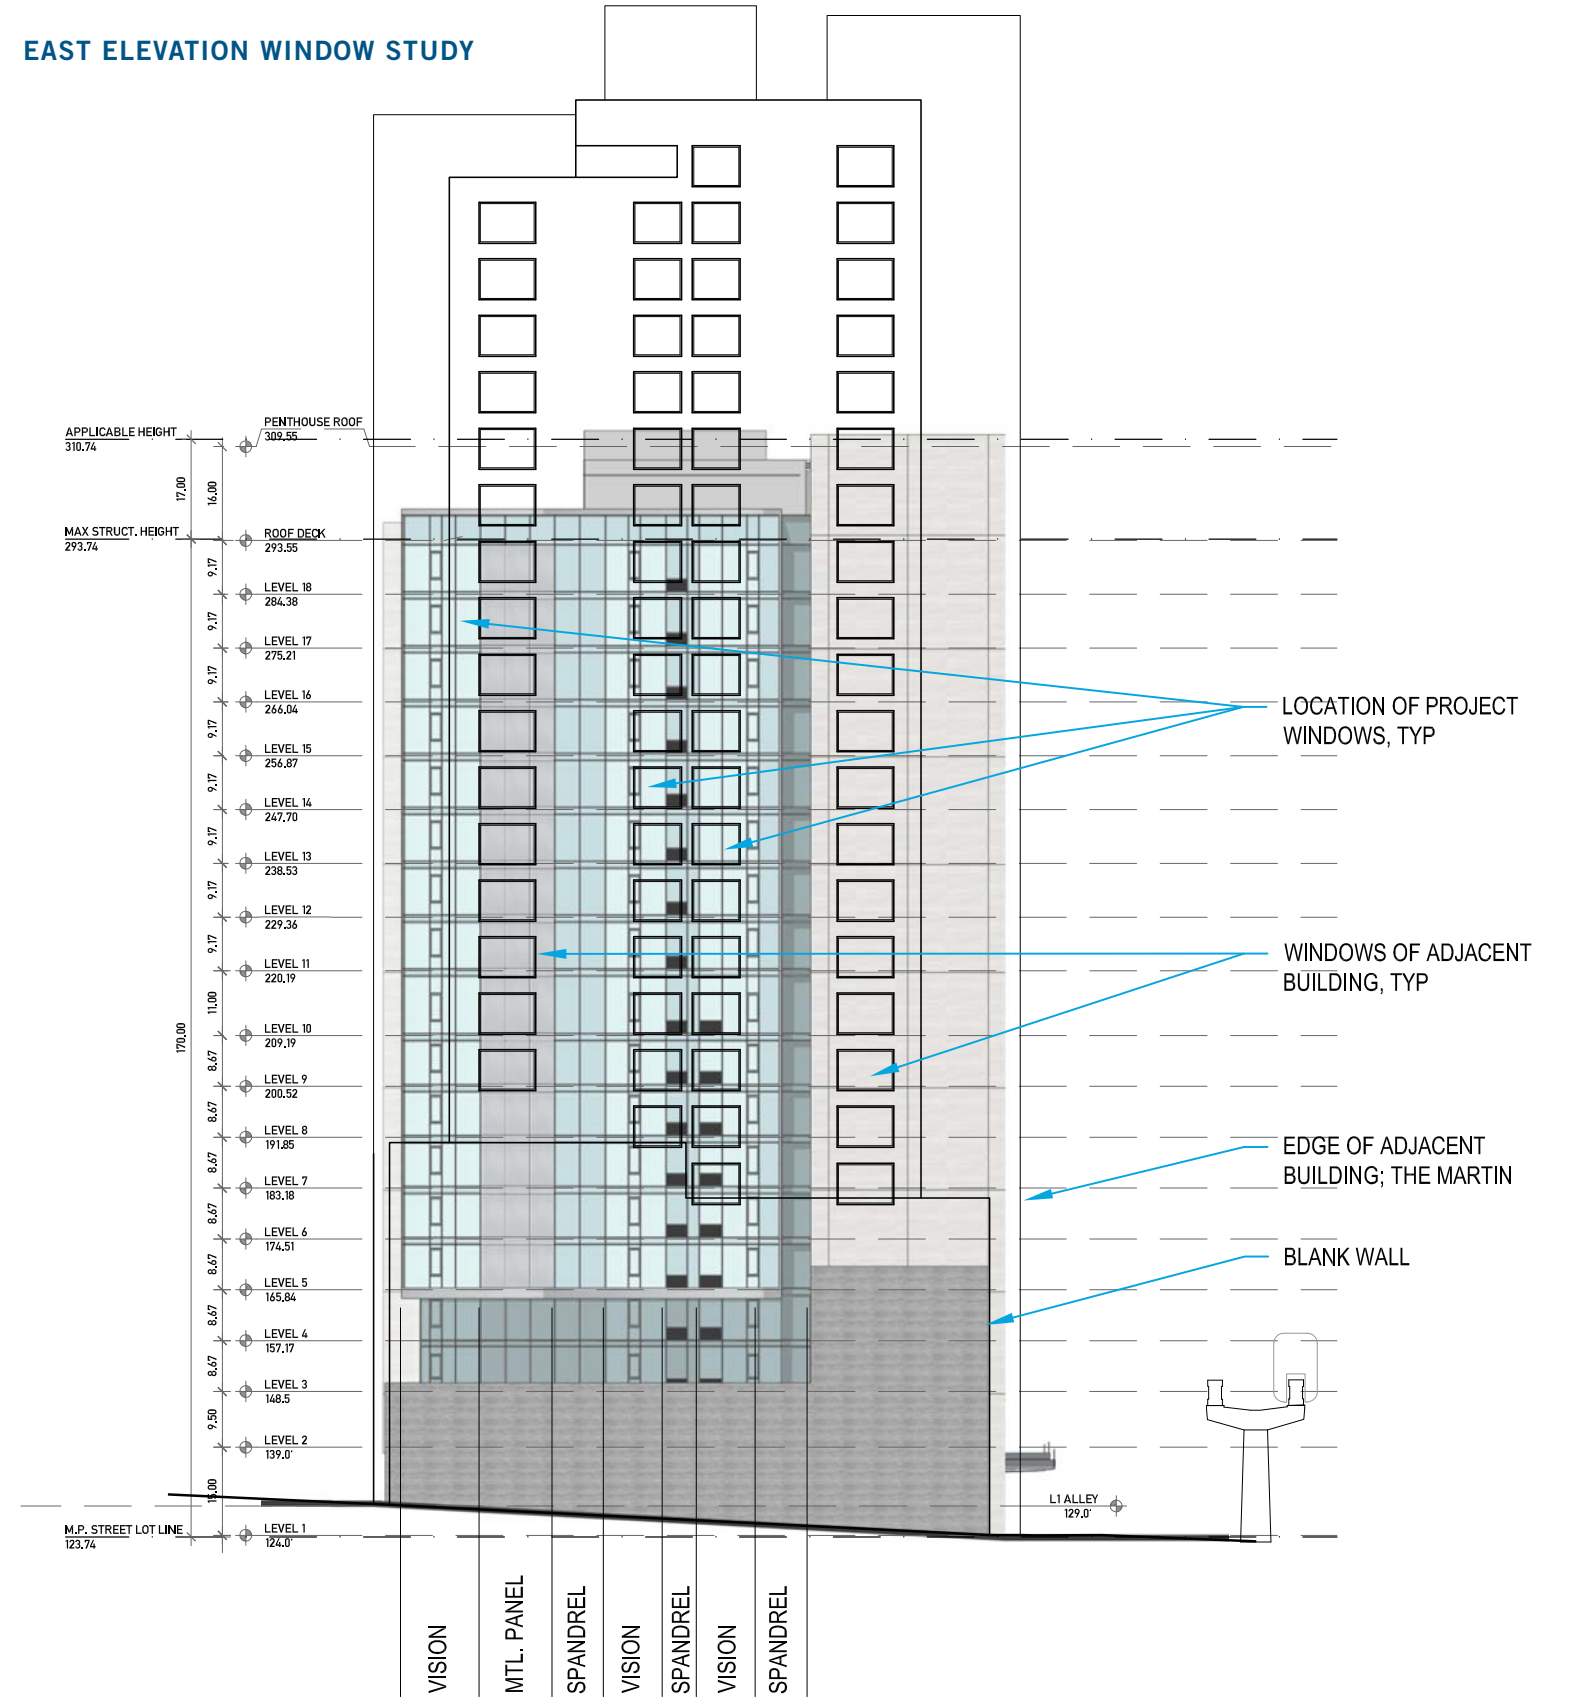 EAST ELEVATION WINDOW STUDY
APPLICABLE HEIGHT
310.74
PENTHOUSE ROOF
309.55
17.00
16.00
MAX STRUCT. HEIGHT
293.74
ROOF DECK
293.55
9.17
LEVEL 18
284.38
9.17
LEVEL 17
275.21
9.17
LEVEL 16
266.04
9.17
LEVEL 15
256.87
9.17
LEVEL 14
247.70
9.17
LEVEL 13
238.53
9.17
LEVEL 12
229.36
9.17
LEVEL 11
220.19
11.00
170.00
LEVEL 10
209.19
8.67
LEVEL 9
200.52
8.67
LEVEL 8
191.85
8.67
LEVEL 7
183.18
8.67
LEVEL 6
174.51
8.67
LEVEL 5
165.84
8.67
LEVEL 4
157.17
8.67
LEVEL 3
148.5
9.50
LEVEL 2
139.0'
15.00
M.P. STREET LOT LINE
123.74
LEVEL 1
124.0'
LOCATION OF PROJECT
WINDOWS, TYP
WINDOWS OF ADJACENT
BUILDING, TYP
EDGE OF ADJACENT
BUILDING; THE MARTIN
BLANK WALL
L1 ALLEY
129.0'
VISION
MTL. PANEL
SPANDREL
VISION
SPANDREL
VISION
SPANDREL